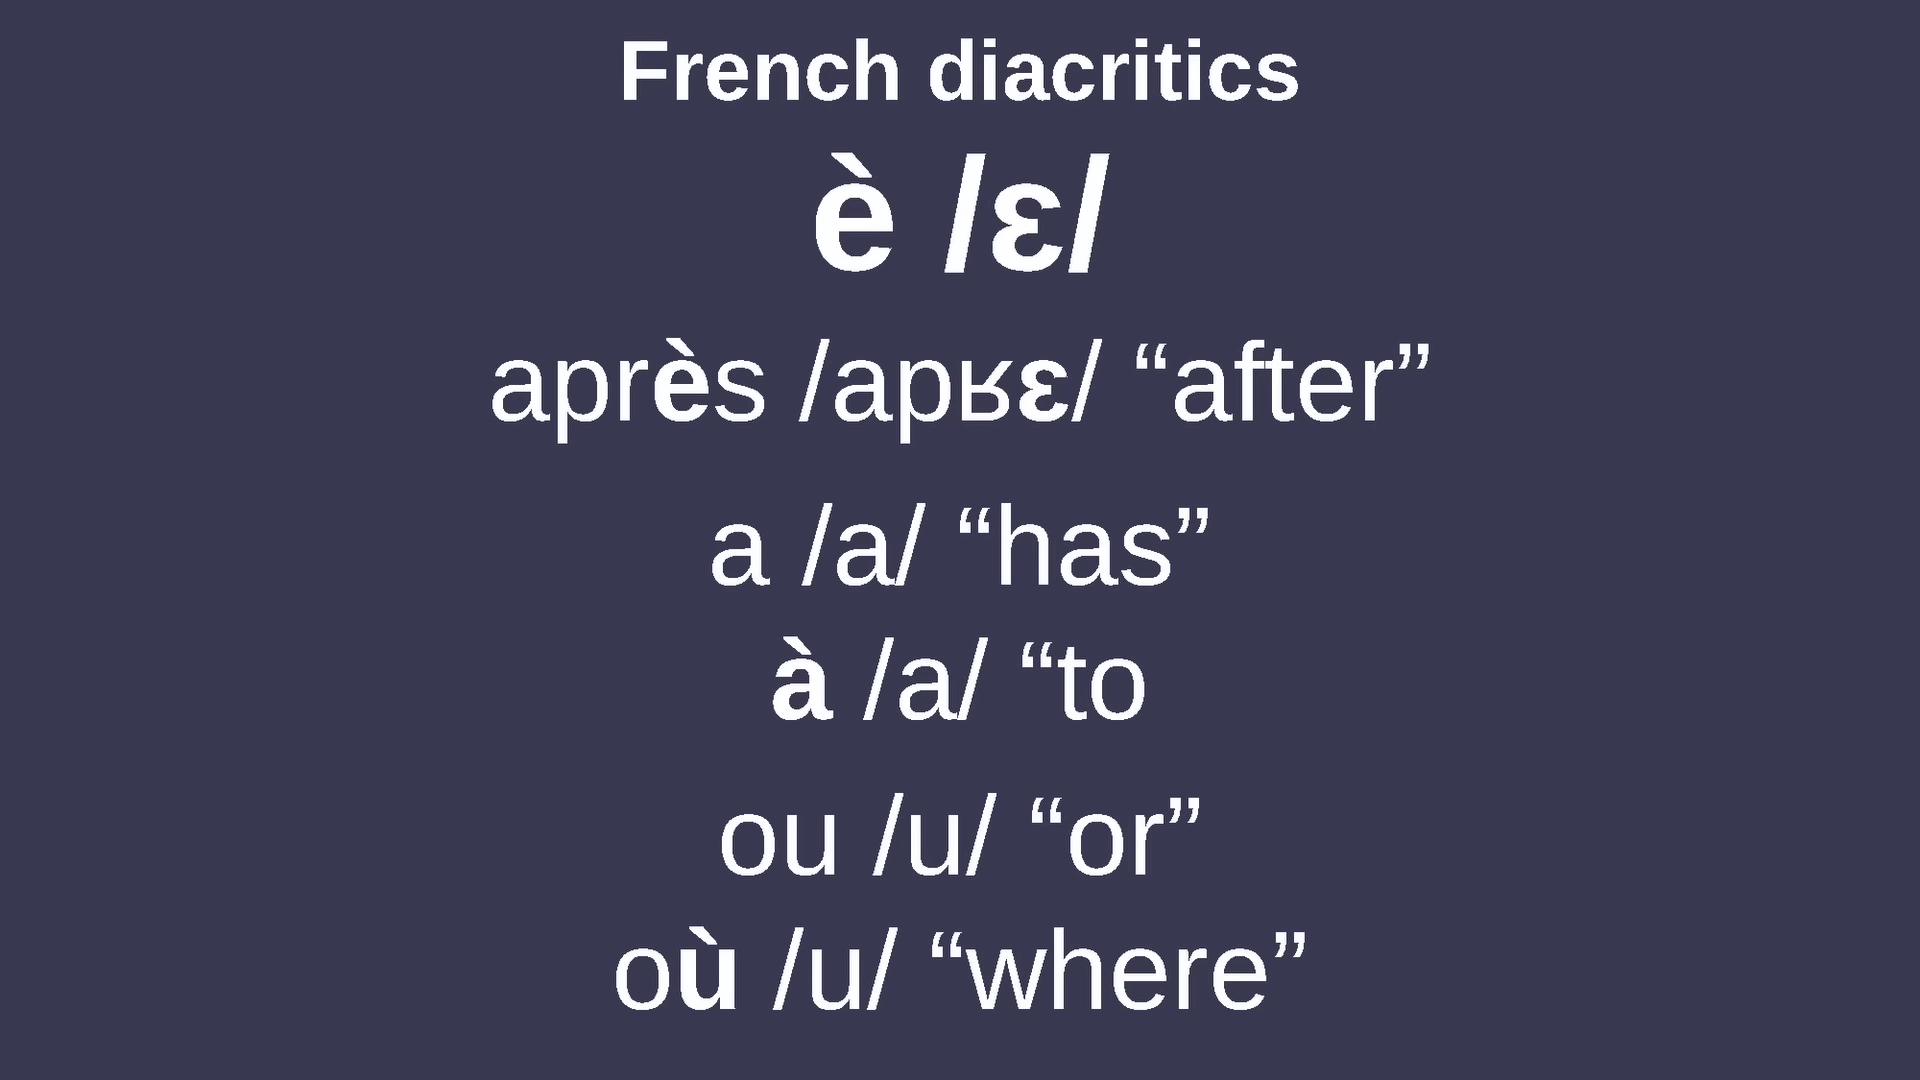 French diacritics
è /ɛ/
après /apʁɛ/ “after”
a /a/ “has”
à /a/ “to
ou /u/ “or”
où /u/ “where”